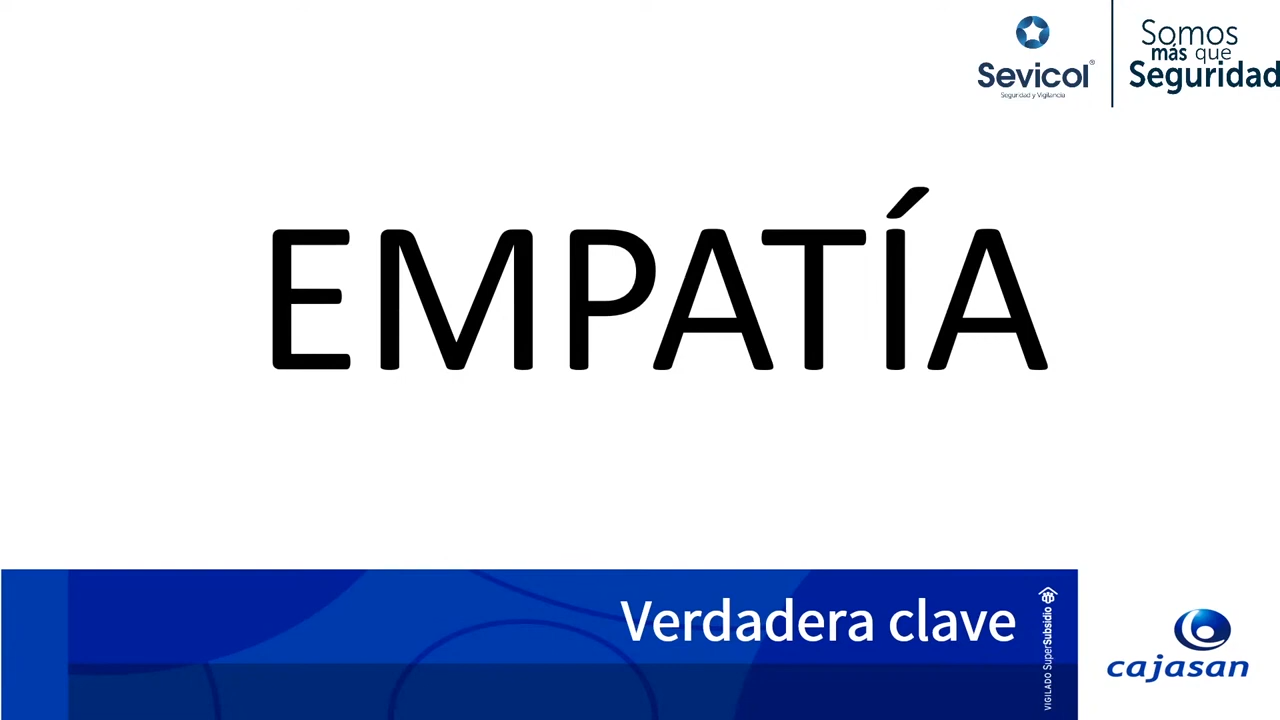 Sevicol®
Seguridad y Vigilancia
Somos
más que
Seguridad
EMPATÍA
Verdadera clave
VIGILADO SuperSubsidio
cajasan